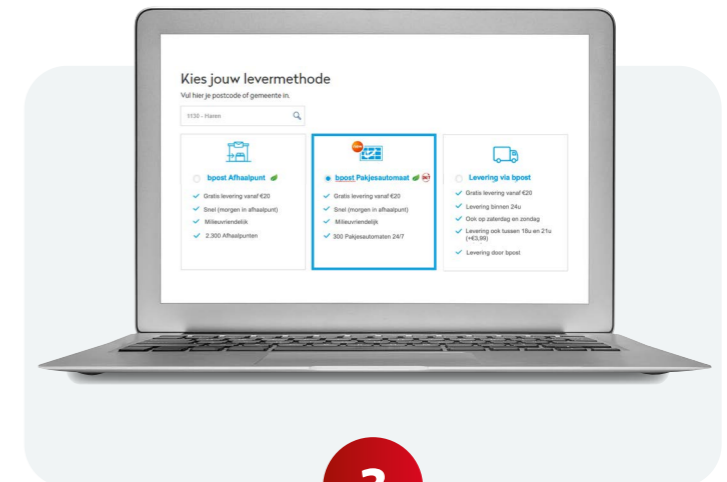 Kies jouw levermethode
Vul hier je postcode of gemeente in.
1130 - Haren
bpost Afhaalpunt
Gratis levering vanaf €20
Snel (morgen in afhaalpunt)
Milieuvriendelijk
2.300 Afhaalpunten
bpost Pakjesautomaat
Gratis levering vanaf €20
Snel (morgen in afhaalpunt)
Milieuvriendelijk
300 Pakjesautomaten 24/7
Levering via bpost
Gratis levering vanaf €20
Levering binnen 24u
Ook op zaterdag en zondag
Levering ook tussen 18u en 21u
(+€3,99)
Levering door bpost